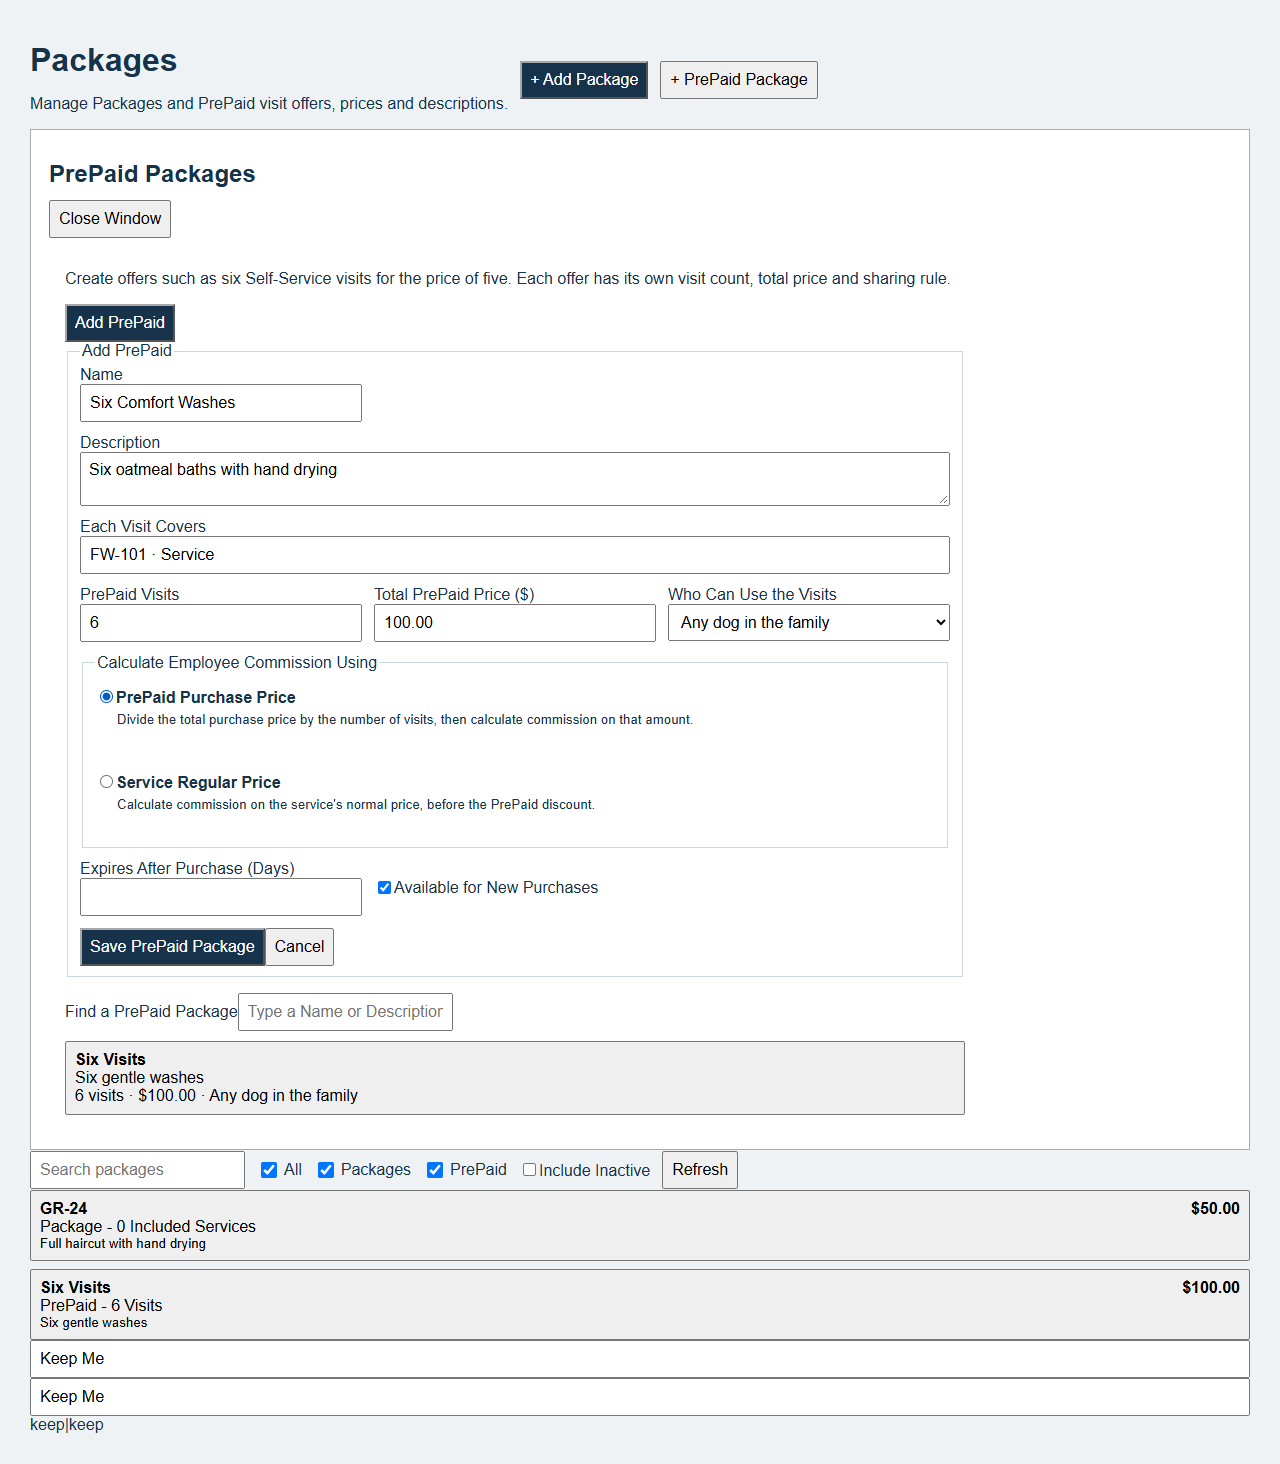 Packages
+ Add Package
+ PrePaid Package
Manage Packages and PrePaid visit offers, prices and descriptions.
PrePaid Packages
Close Window
Create offers such as six Self-Service visits for the price of five. Each offer has its own visit count, total price and sharing rule.
Add PrePaid
Add PrePaid
Name
Six Comfort Washes
Description
Six oatmeal baths with hand drying
Each Visit Covers
FW-101 · Service
PrePaid Visits Total PrePaid Price ($) Who Can Use the Visits
6 100.00 Any dog in the family
Calculate Employee Commission Using
PrePaid Purchase Price
Divide the total purchase price by the number of visits, then calculate commission on that amount.
Service Regular Price
Calculate commission on the service's normal price, before the PrePaid discount.
Expires After Purchase (Days)
Available for New Purchases
Save PrePaid Package Cancel
Find a PrePaid Package Type a Name or Description
Six Visits
Six gentle washes
6 visits · $100.00 · Any dog in the family
Search packages All Packages PrePaid Include Inactive Refresh
GR-24 $50.00
Package - 0 Included Services
Full haircut with hand drying
Six Visits $100.00
PrePaid - 6 Visits
Six gentle washes
Keep Me
Keep Me
keep|keep